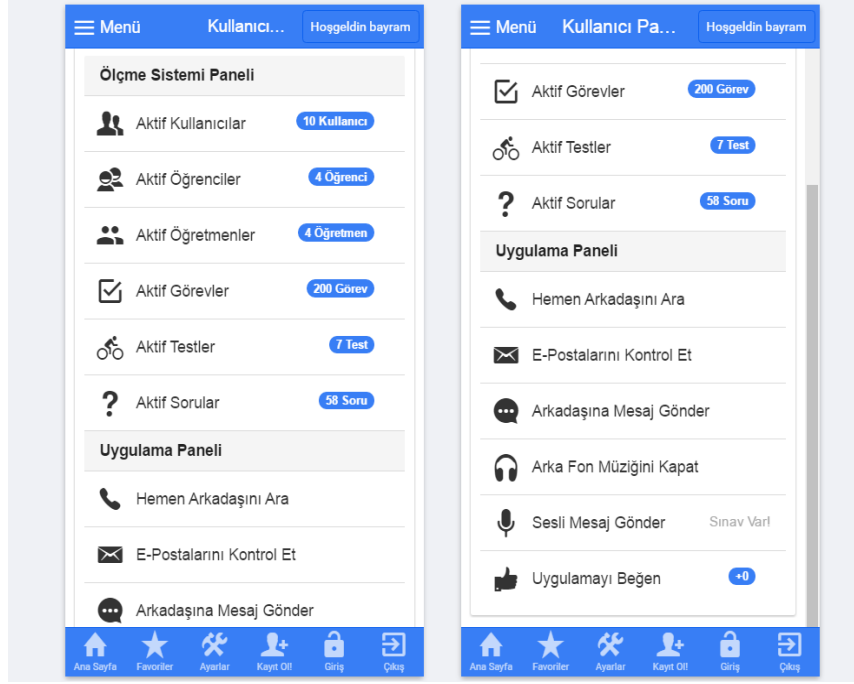 Menü Kullanıcı... Hoşgeldin bayram
Ölçme Sistemi Paneli
Aktif Kullanıcılar 10 Kullanıcı
Aktif Öğrenciler 4 Öğrenci
Aktif Öğretmenler 4 Öğretmen
Aktif Görevler 200 Görev
Aktif Testler 7 Test
Aktif Sorular 58 Soru
Uygulama Paneli
Hemen Arkadaşını Ara
E-Postalarını Kontrol Et
Arkadaşına Mesaj Gönder
Ana Sayfa Favoriler Ayarlar Kayıt Ol! Giriş Çıkış
Menü Kullanıcı Pa... Hoşgeldin bayram
Aktif Görevler 200 Görev
Aktif Testler 7 Test
Aktif Sorular 58 Soru
Uygulama Paneli
Hemen Arkadaşını Ara
E-Postalarını Kontrol Et
Arkadaşına Mesaj Gönder
Arka Fon Müziğini Kapat
Sesli Mesaj Gönder Sınav Var!
Uygulamayı Beğen +0
Ana Sayfa Favoriler Ayarlar Kayıt Ol! Giriş Çıkış